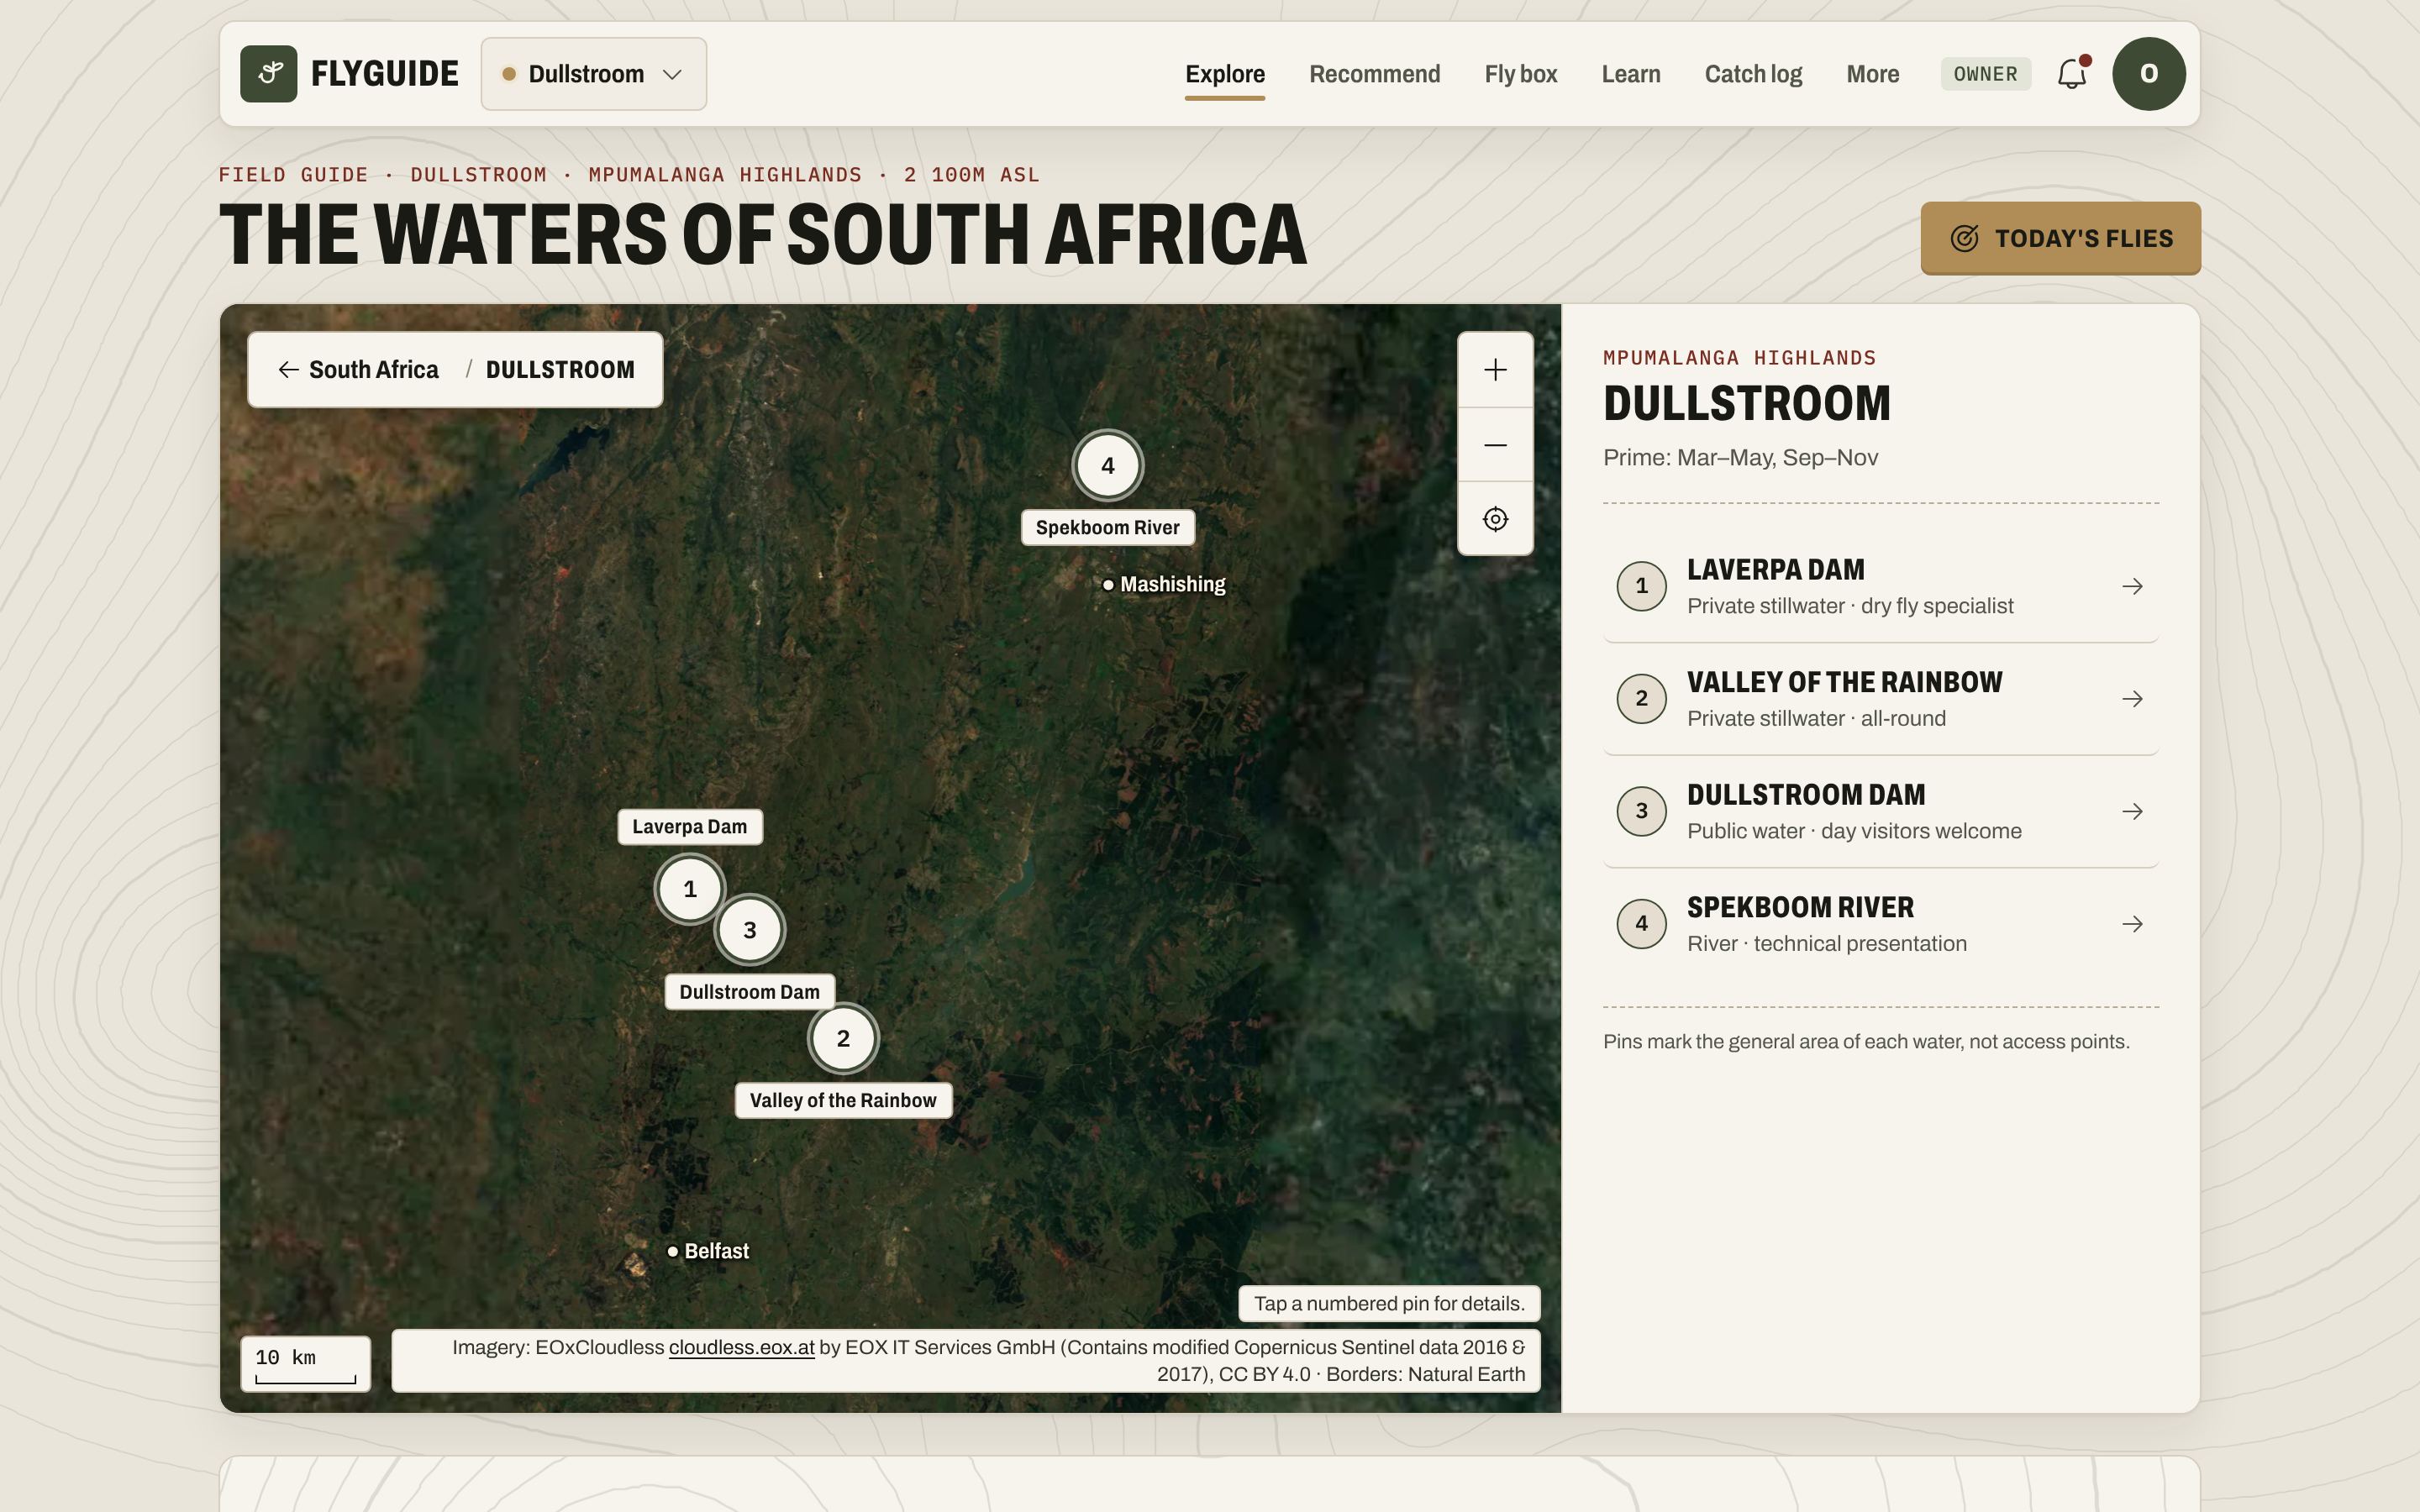 FLYGUIDE
Dullstroom
Explore
Recommend
Fly box
Learn
Catch log
More
OWNER
O
FIELD GUIDE · DULLSTROOM · MPUMALANGA HIGHLANDS · 2 100M ASL
THE WATERS OF SOUTH AFRICA
TODAY'S FLIES
← South Africa / DULLSTROOM
4
Spekboom River
Mashishing
Laverpa Dam
1
3
Dullstroom Dam
2
Valley of the Rainbow
Belfast
Tap a numbered pin for details.
10 km
Imagery: EOxCloudless cloudless.eox.at by EOX IT Services GmbH (Contains modified Copernicus Sentinel data 2016 &
2017), CC BY 4.0 · Borders: Natural Earth
MPUMALANGA HIGHLANDS
DULLSTROOM
Prime: Mar–May, Sep–Nov
1
LAVERPA DAM
Private stillwater · dry fly specialist
2
VALLEY OF THE RAINBOW
Private stillwater · all-round
3
DULLSTROOM DAM
Public water · day visitors welcome
4
SPEKBOOM RIVER
River · technical presentation
Pins mark the general area of each water, not access points.